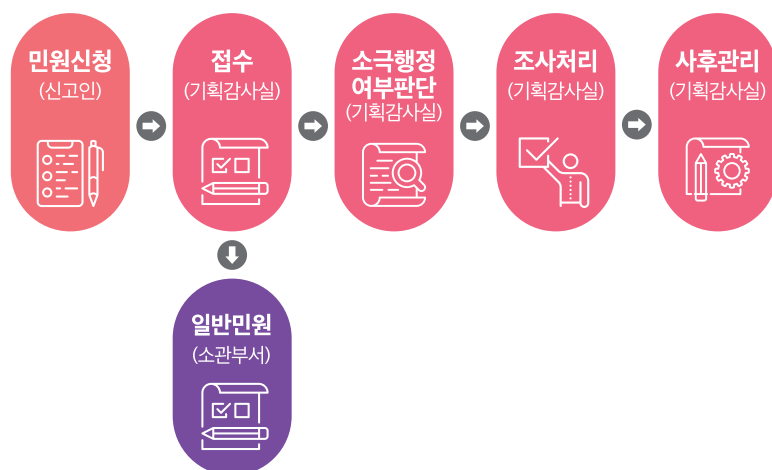 민원신청
(신고인)
접수
(기획감사실)
소극행정
여부판단
(기획감사실)
조사처리
(기획감사실)
사후관리
(기획감사실)
일반민원
(소관부서)